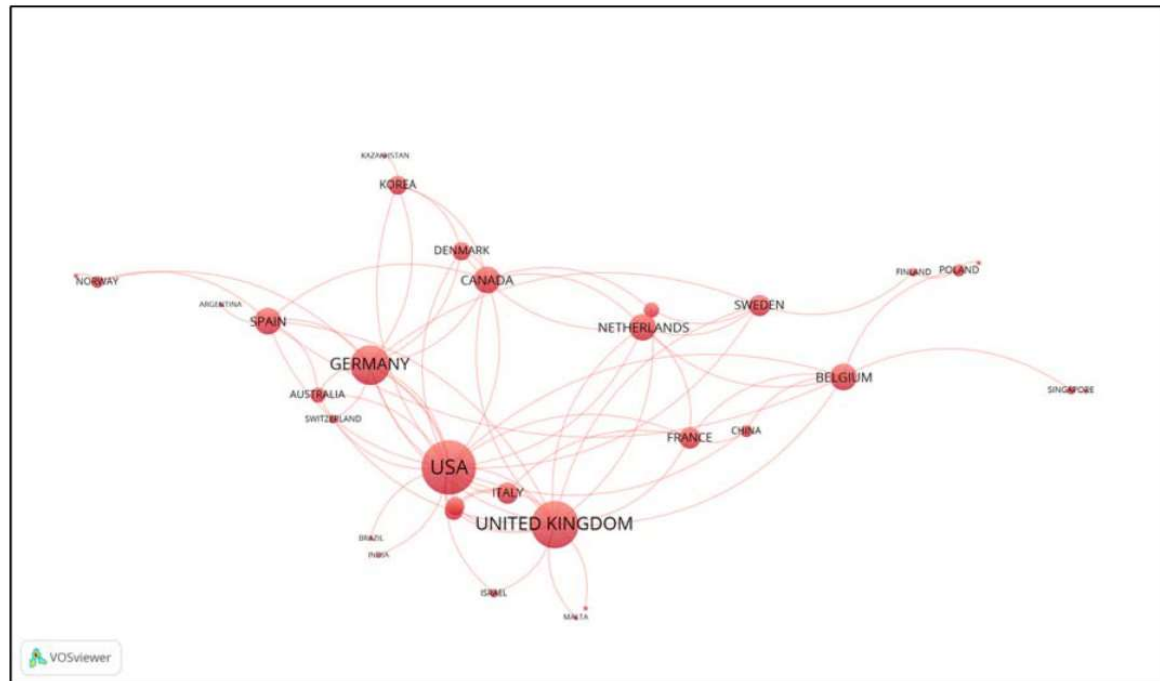 KAZAKHSTAN
KOREA
DENMARK
CANADA
NORWAY
FINLAND
POLAND
ARGENTINA
SPAIN
SWEDEN
NETHERLANDS
GERMANY
BELGIUM
AUSTRALIA
SINGAPORE
SWITZERLAND
CHINA
FRANCE
USA
ITALY
UNITED KINGDOM
BRAZIL
INDIA
ISRAEL
MALTA
VOSviewer